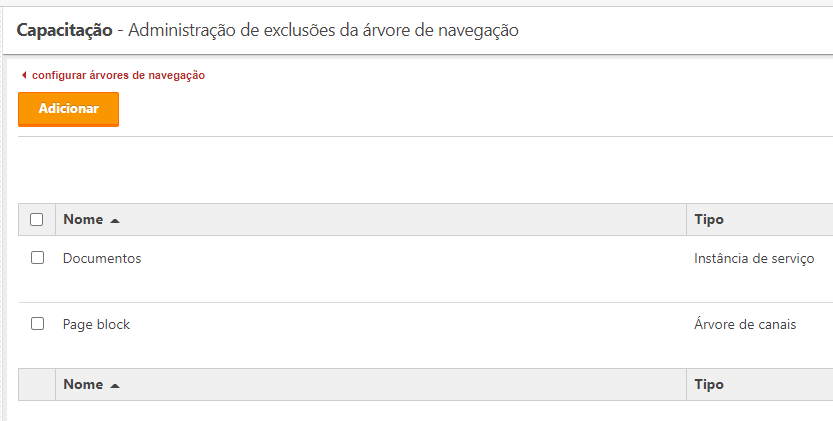 Capacitação - Administração de exclusões da árvore de navegação
configurar árvores de navegação
Adicionar
Nome Tipo
Documentos Instância de serviço
Page block Árvore de canais
Nome Tipo